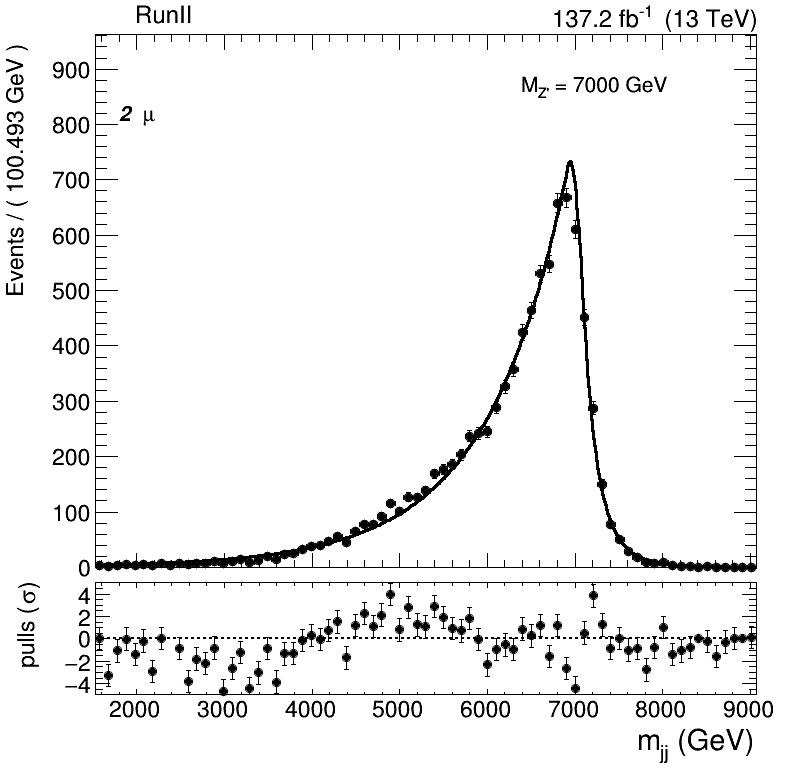 RunII 137.2 fb⁻¹ (13 TeV)
Events / ( 100.493 GeV )
900
M_Z' = 7000 GeV
800
2 μ
700
600
500
400
300
200
100
0
pulls (σ)
4
2
0
−2
−4
2000 3000 4000 5000 6000 7000 8000 9000
m_jj (GeV)